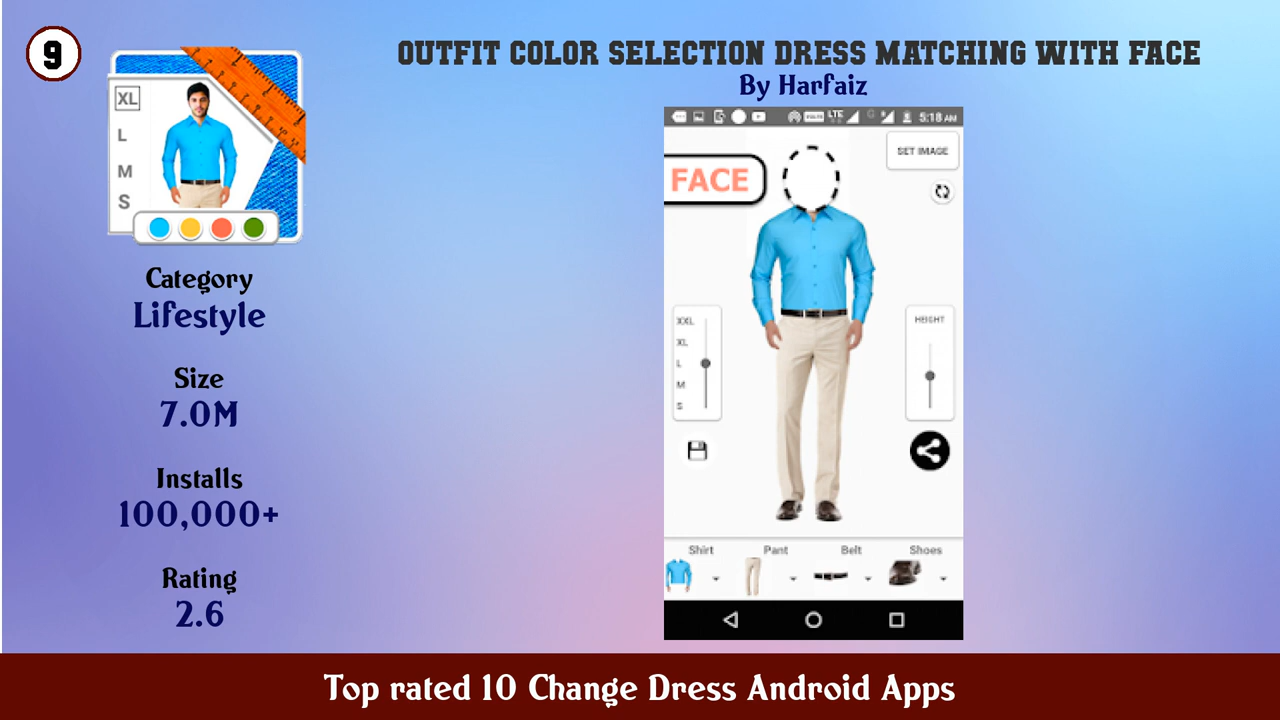 9
OUTFIT COLOR SELECTION DRESS MATCHING WITH FACE
By Harfaiz
XL
L
M
S
Category
Lifestyle
Size
7.0M
Installs
100,000+
Rating
2.6
LTE
5:18 AM
SET IMAGE
FACE
XXL
XL
L
M
S
HEIGHT
Shirt
Pant
Belt
Shoes
Top rated 10 Change Dress Android Apps